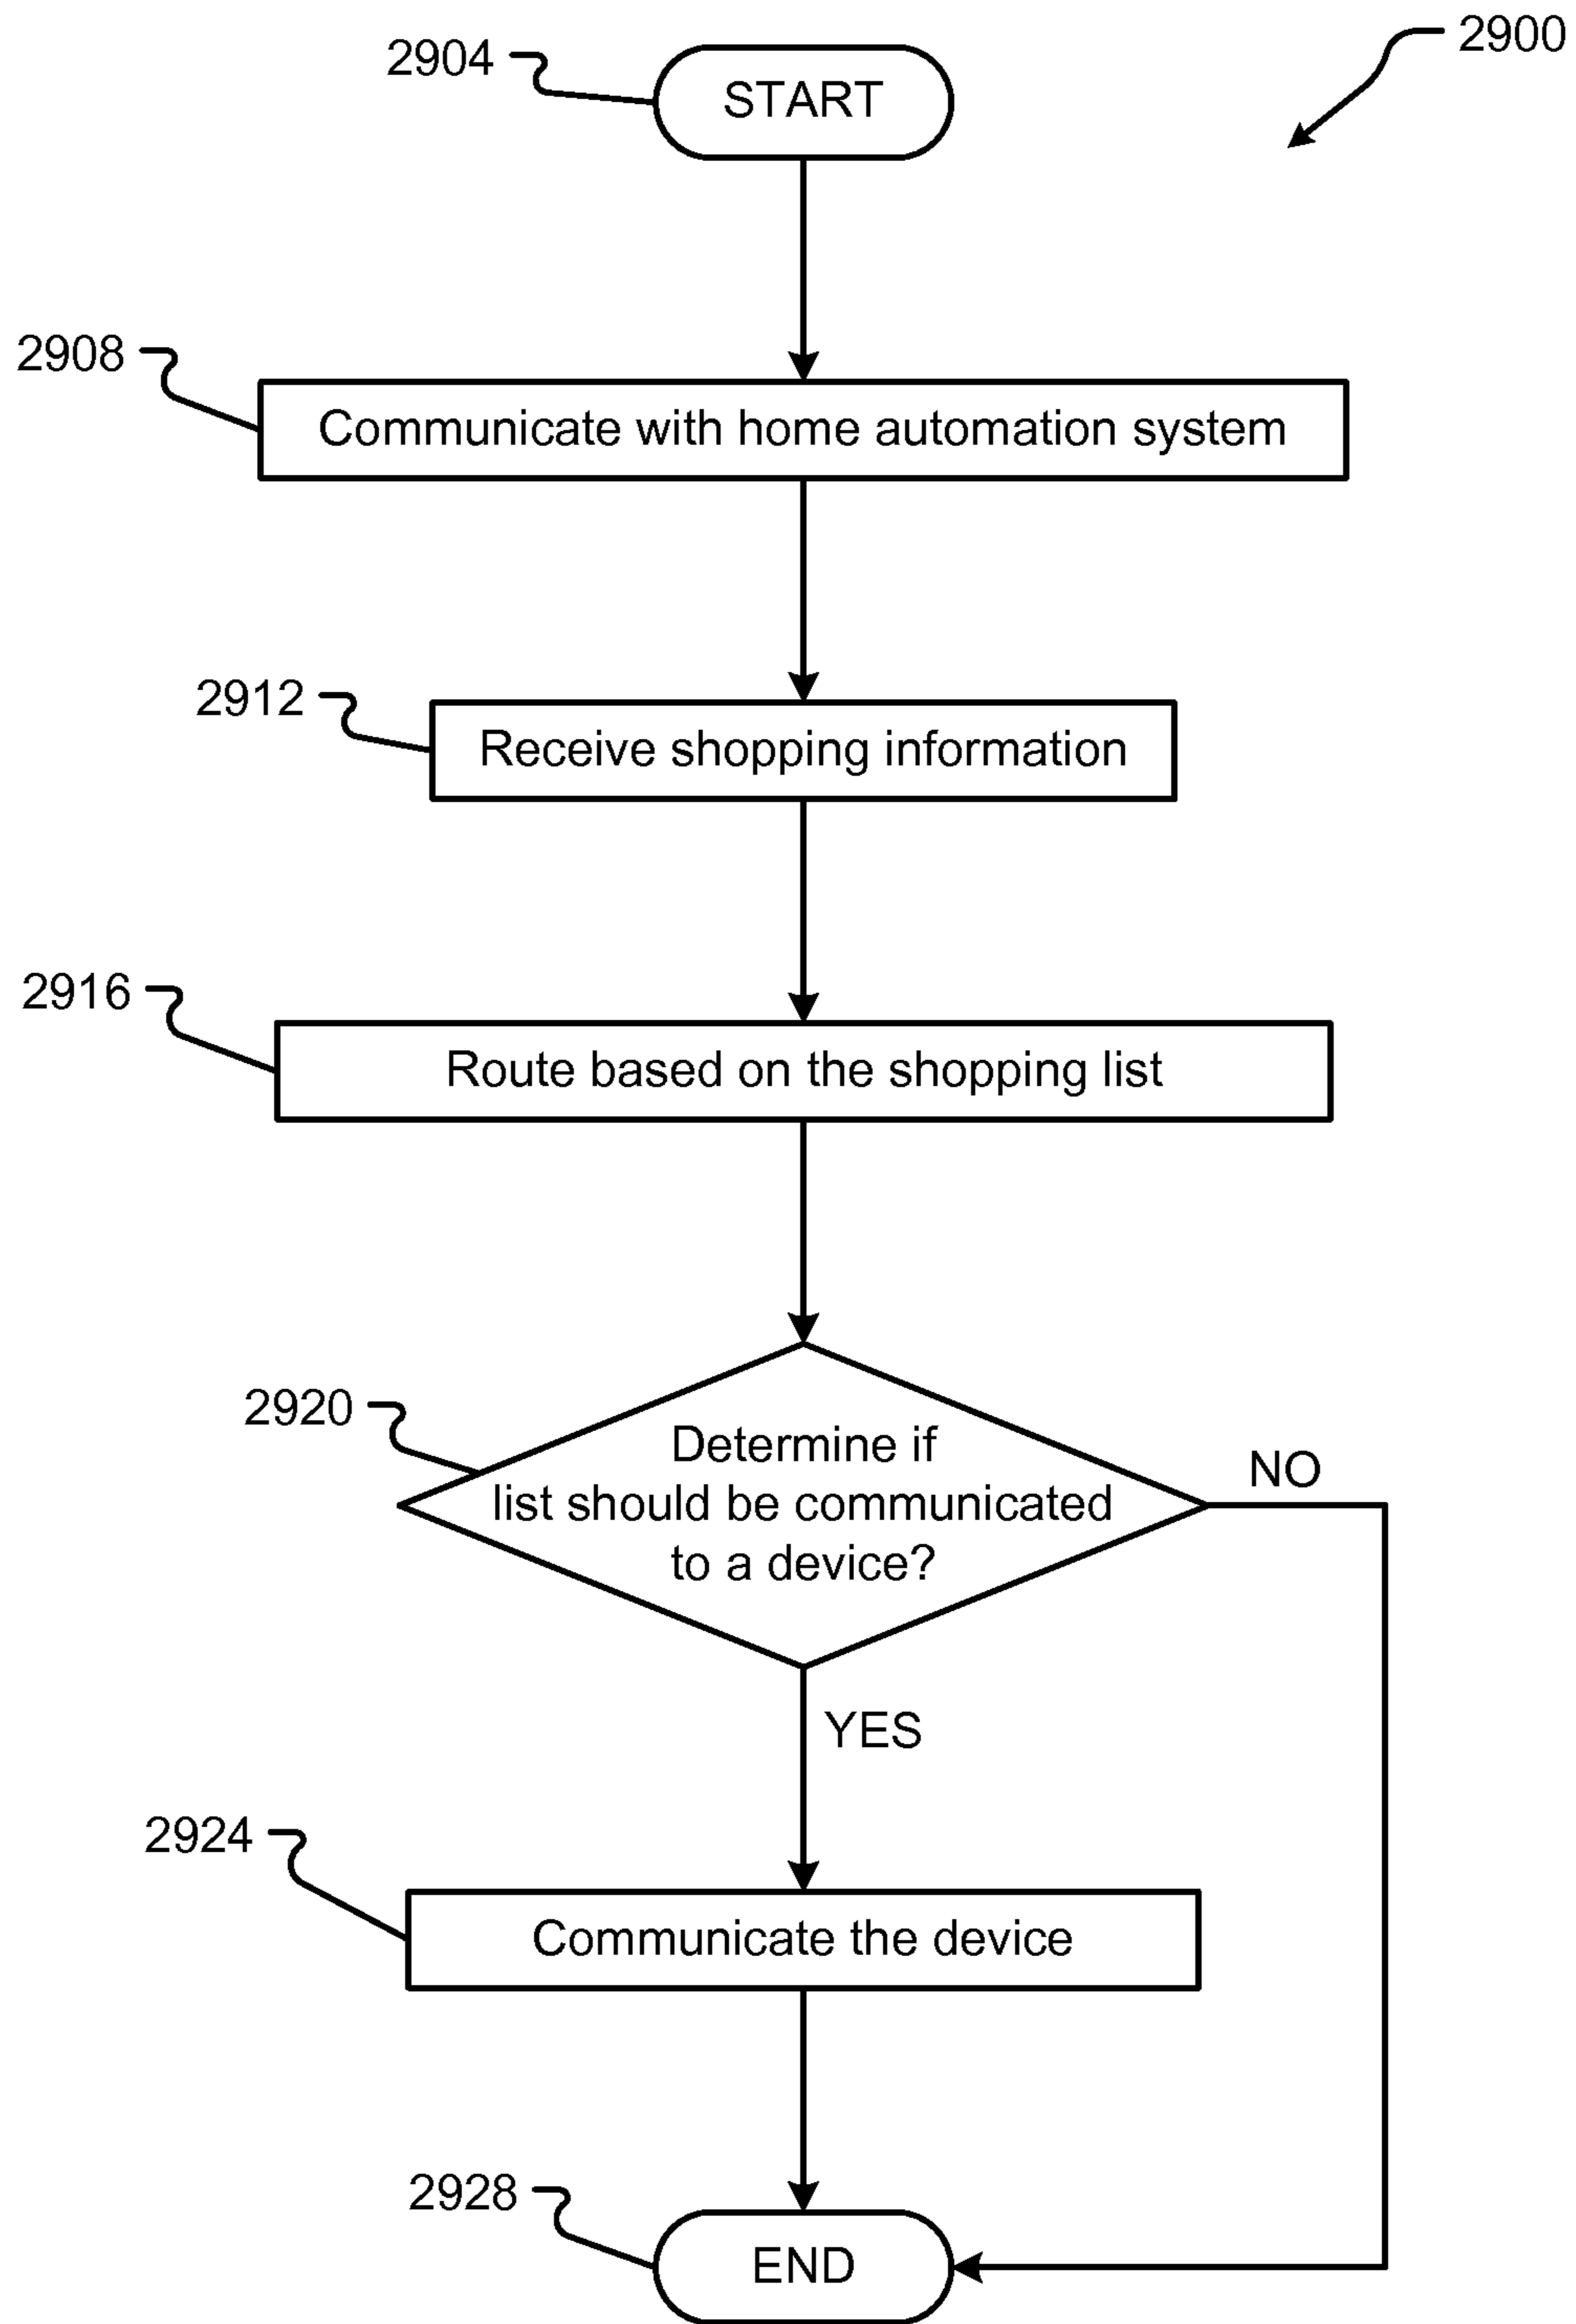 2900
2904
START
2908
Communicate with home automation system
2912
Receive shopping information
2916
Route based on the shopping list
2920
Determine if
list should be communicated
to a device?
NO
YES
2924
Communicate the device
2928
END